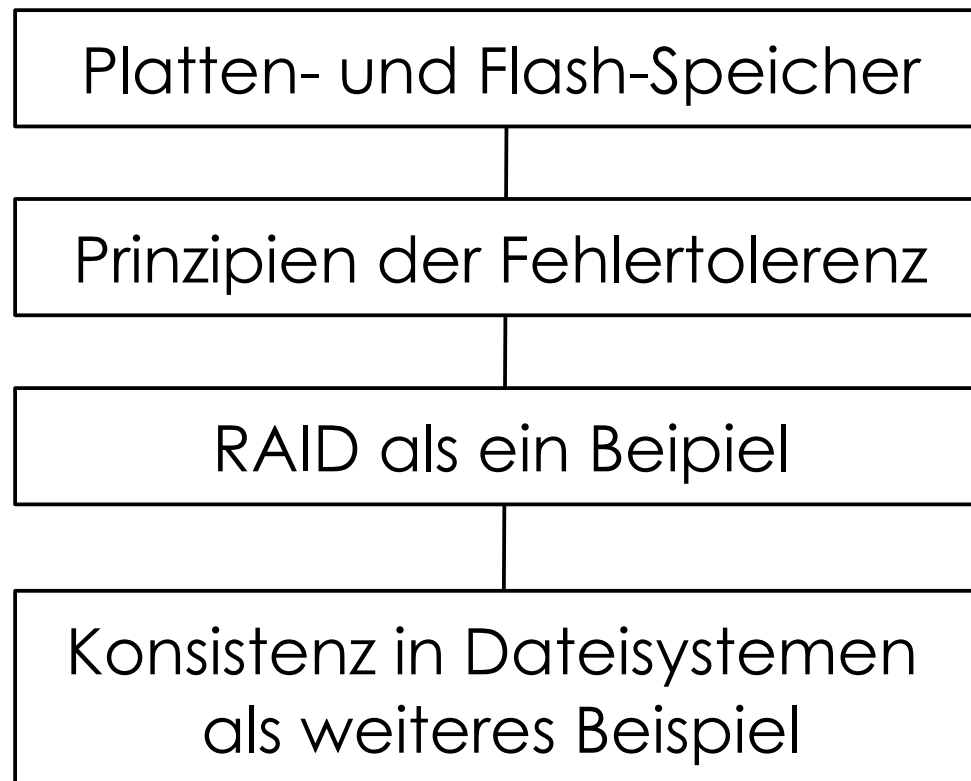 Platten- und Flash-Speicher
Prinzipien der Fehlertolerenz
RAID als ein Beipiel
Konsistenz in Dateisystemen
als weiteres Beispiel